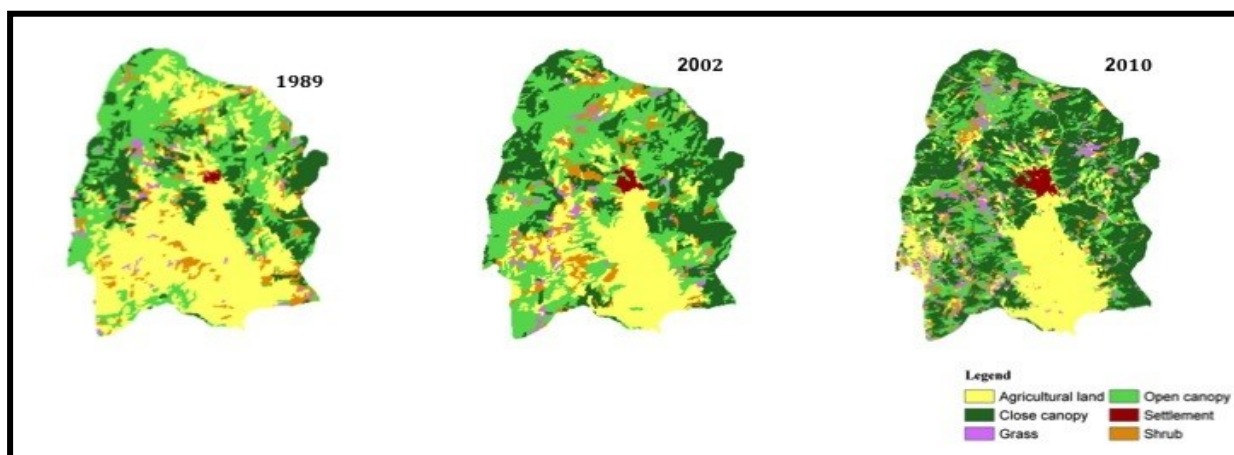 1989
2002
2010
Legend
Agricultural land
Open canopy
Close canopy
Settlement
Grass
Shrub